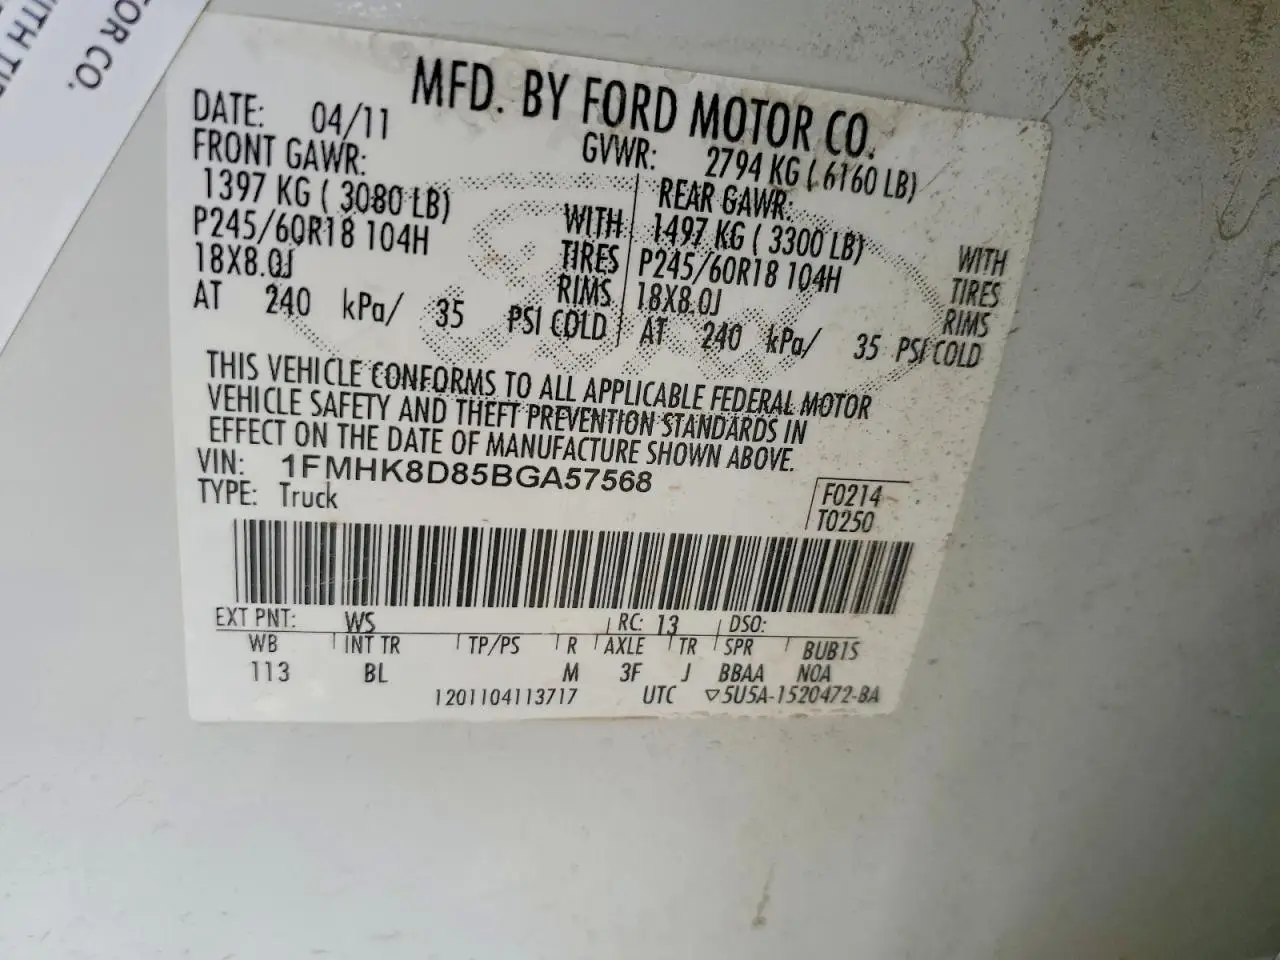 TOR CO.
WITH TI
MFD. BY FORD MOTOR CO.
DATE: 04/11 GVWR: 2794 KG ( 6160 LB)
FRONT GAWR: REAR GAWR:
1397 KG ( 3080 LB) WITH 1497 KG ( 3300 LB) WITH
P245/60R18 104H TIRES P245/60R18 104H TIRES
18X8.0J RIMS 18X8.0J RIMS
AT 240 kPa/ 35 PSI COLD AT 240 kPa/ 35 PSI COLD
THIS VEHICLE CONFORMS TO ALL APPLICABLE FEDERAL MOTOR
VEHICLE SAFETY AND THEFT PREVENTION STANDARDS IN
EFFECT ON THE DATE OF MANUFACTURE SHOWN ABOVE.
VIN: 1FMHK8D85BGA57568
TYPE: Truck F0214
T0250
EXT PNT: WS RC: 13 DSO:
WB INT TR TP/PS R AXLE TR SPR BUB1S
113 BL M 3F J BBAA NOA
1201104113717 UTC ▽5U5A-1520472-BA